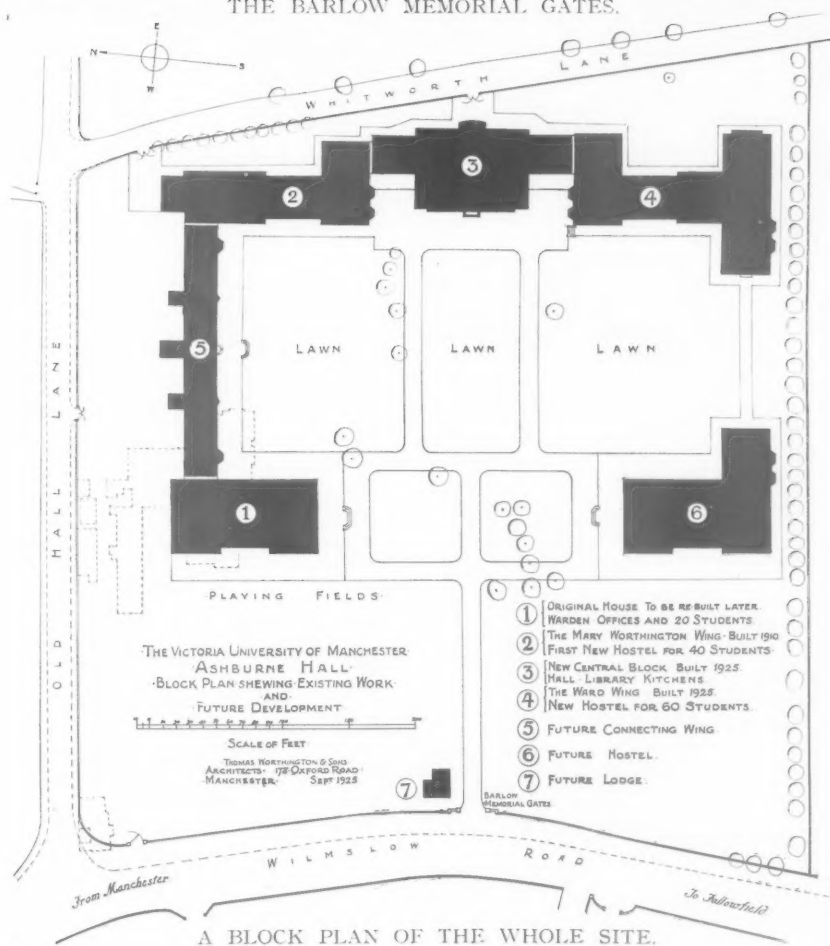 THE BARLOW MEMORIAL GATES.
E
N
S
W
WHITWORTH LANE
3
2
4
5
LAWN
LAWN
LAWN
OLD HALL LANE
1
6
PLAYING FIELDS
THE VICTORIA UNIVERSITY OF MANCHESTER
ASHBURNE HALL
BLOCK PLAN SHEWING EXISTING WORK
AND
FUTURE DEVELOPMENT
SCALE OF FEET
THOMAS WORTHINGTON & SONS
ARCHITECTS. 178 OXFORD ROAD
MANCHESTER. SEPT 1925
1 ORIGINAL HOUSE TO BE RE-BUILT LATER.
WARDEN OFFICES AND 20 STUDENTS.
2 THE MARY WORTHINGTON WING. BUILT 1910
FIRST NEW HOSTEL FOR 40 STUDENTS.
3 NEW CENTRAL BLOCK BUILT 1925.
HALL. LIBRARY KITCHENS
4 THE WARD WING BUILT 1925.
NEW HOSTEL FOR 60 STUDENTS.
5 FUTURE CONNECTING WING.
6 FUTURE HOSTEL.
7 FUTURE LODGE.
7
BARLOW
MEMORIAL GATES
WILMSLOW ROAD
From Manchester
To Fallowfield
A BLOCK PLAN OF THE WHOLE SITE.